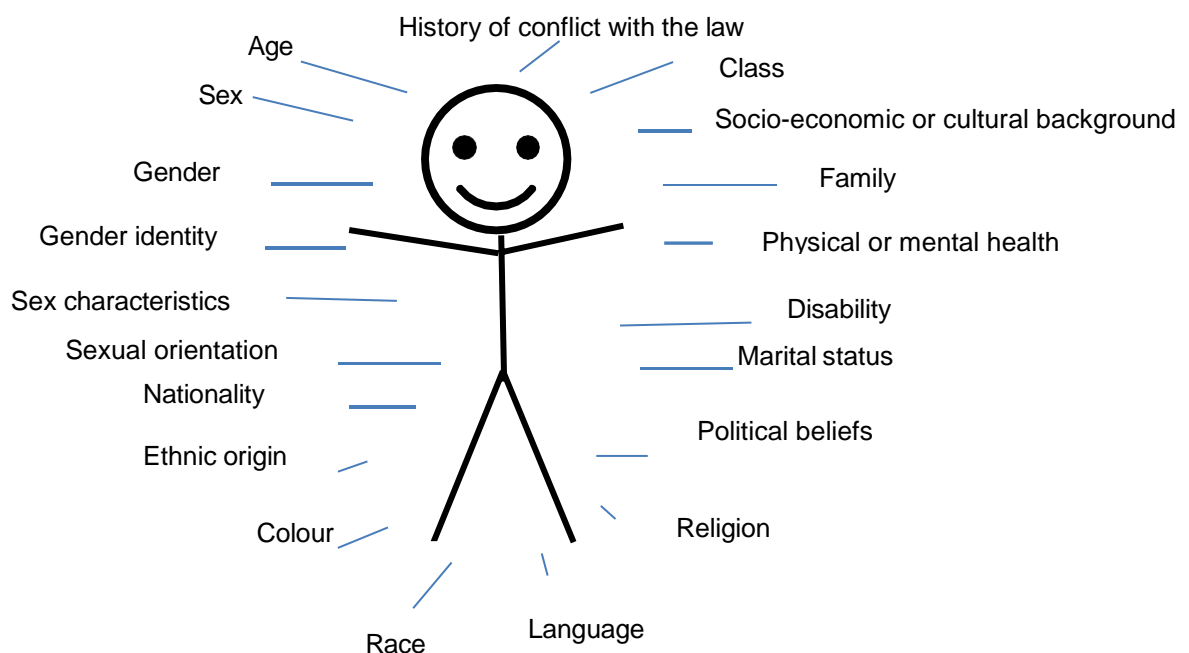 History of conflict with the law
Age
Class
Sex
Socio-economic or cultural background
Gender
Family
Gender identity
Physical or mental health
Sex characteristics
Disability
Sexual orientation
Marital status
Nationality
Political beliefs
Ethnic origin
Religion
Colour
Language
Race